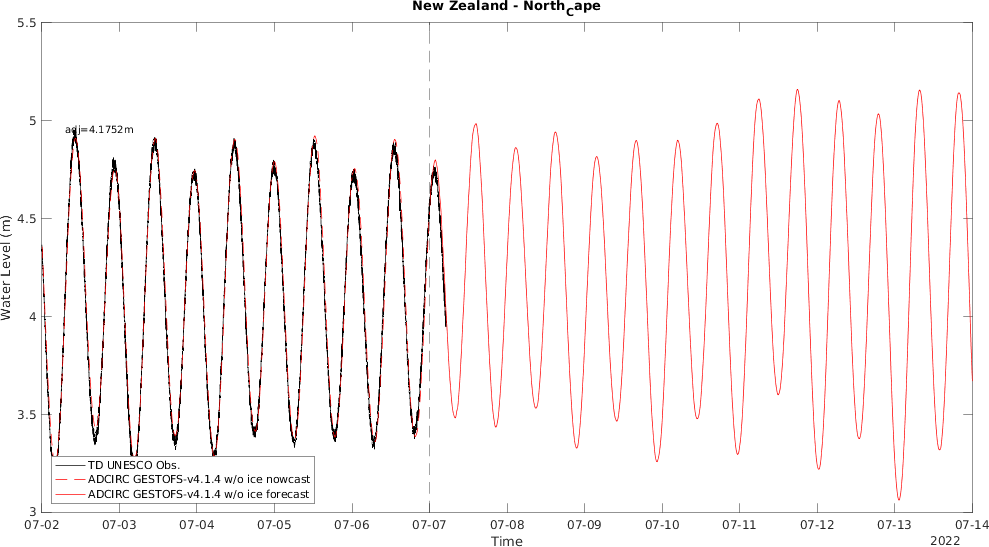 New Zealand - NorthCape
5.5
5
4.5
4
3.5
3
Water Level (m)
adj=4.1752m
TD UNESCO Obs.
ADCIRC GESTOFS-v4.1.4 w/o ice nowcast
ADCIRC GESTOFS-v4.1.4 w/o ice forecast
07-02 07-03 07-04 07-05 07-06 07-07 07-08 07-09 07-10 07-11 07-12 07-13 07-14
Time
2022